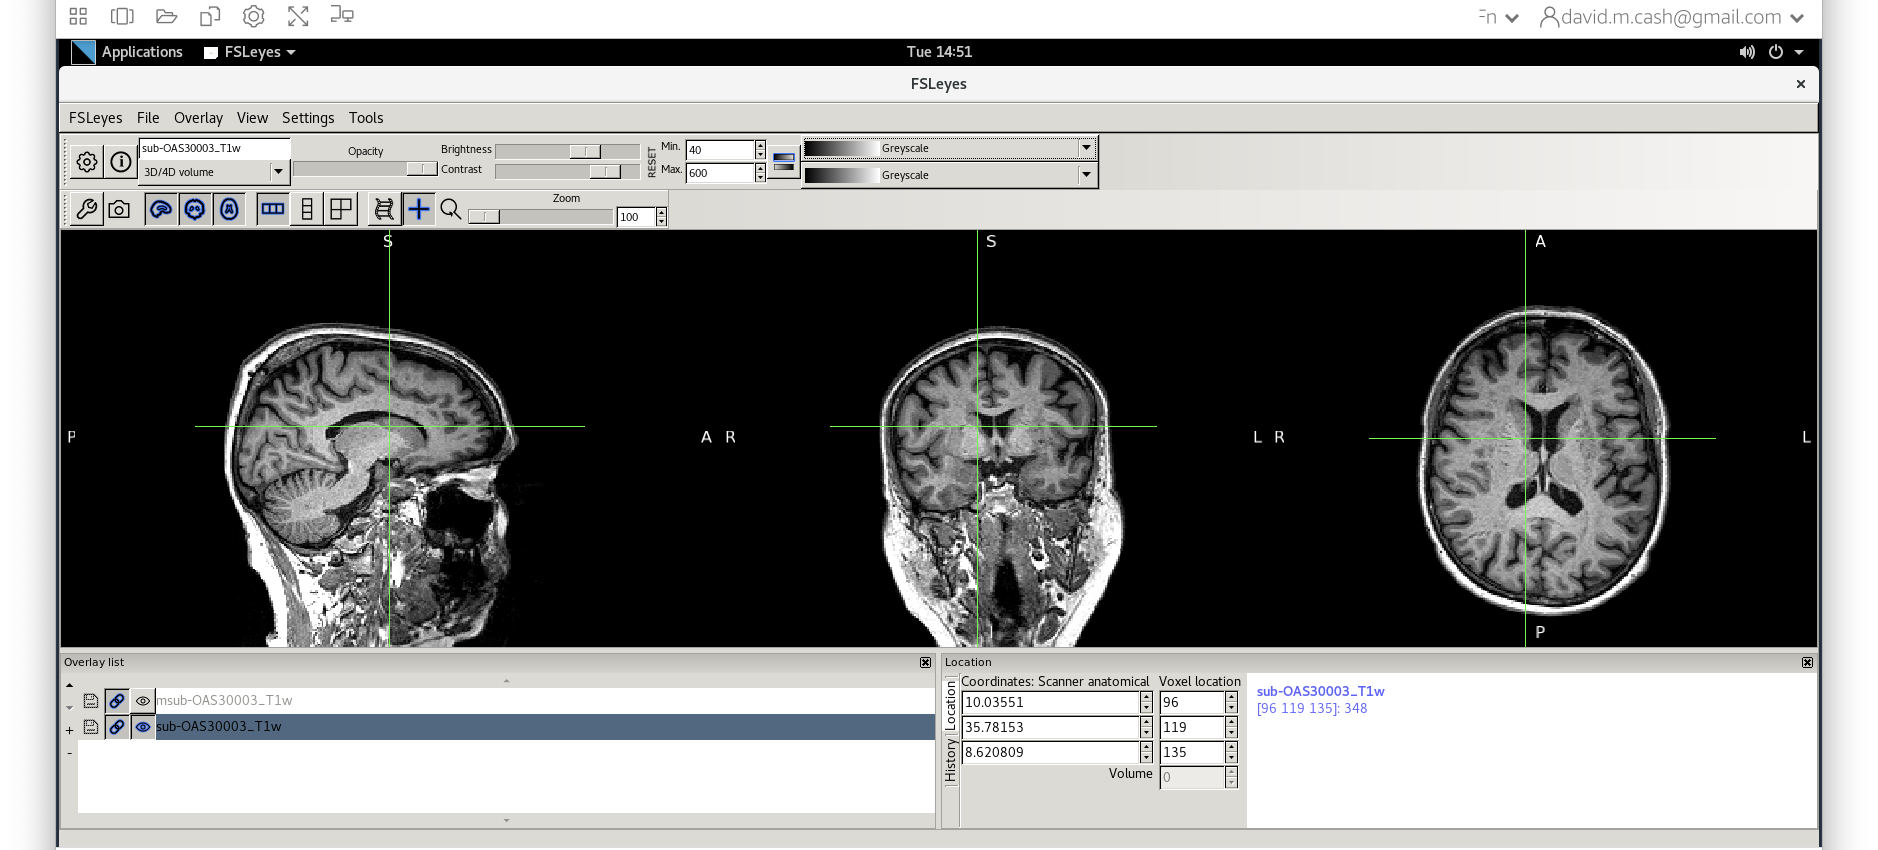 david.m.cash@gmail.com
Applications FSLeyes Tue 14:51
FSLeyes
FSLeyes File Overlay View Settings Tools
sub-OAS30003_T1w
3D/4D volume
Opacity
Brightness
Contrast
RESET
Min. 40
Max. 600
Greyscale
Greyscale
Zoom
100
S S A
P A R L R L
P
Overlay list
msub-OAS30003_T1w
sub-OAS30003_T1w
Location
Location
History
Coordinates: Scanner anatomical Voxel location
10.03551 96
35.78153 119
8.620809 135
Volume 0
sub-OAS30003_T1w
[96 119 135]: 348